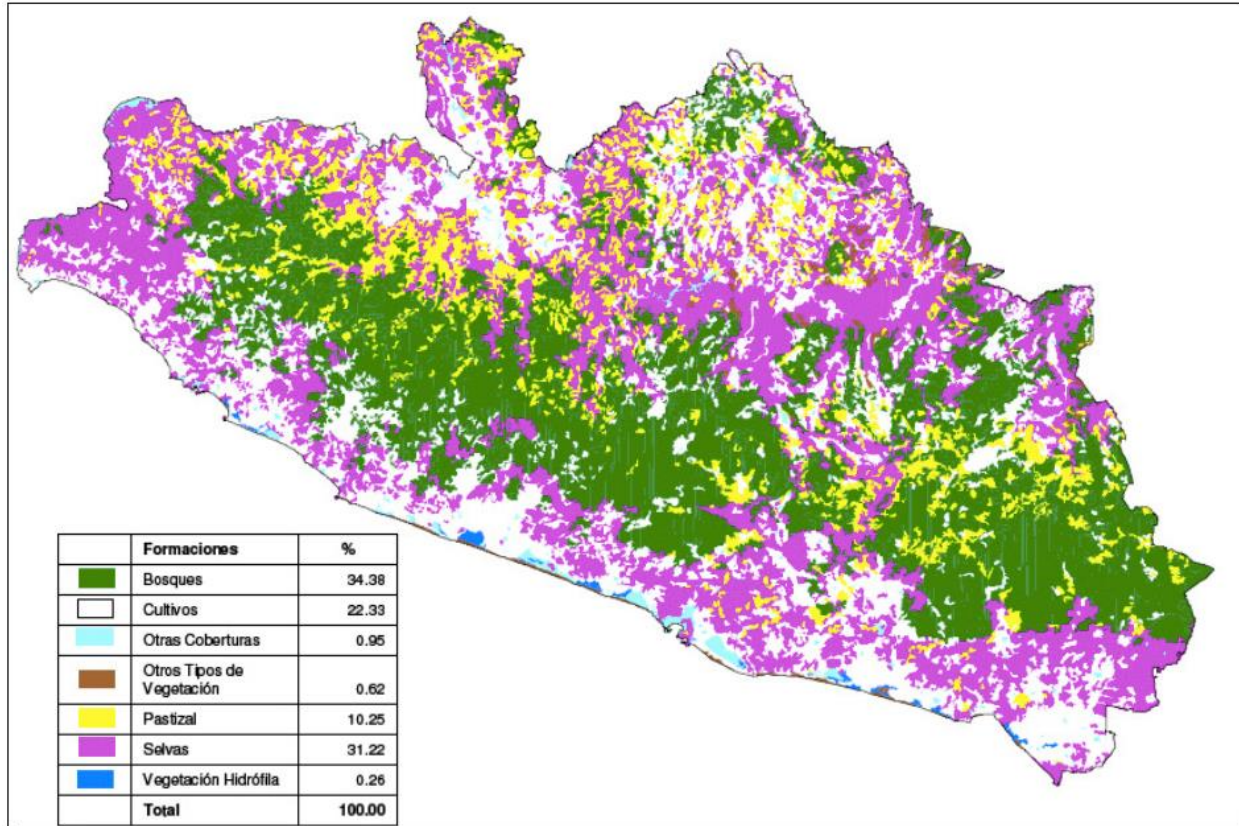 Formaciones %
Bosques 34.38
Cultivos 22.33
Otras Coberturas 0.95
Otros Tipos de
Vegetación 0.62
Pastizal 10.25
Selvas 31.22
Vegetación Hidrófila 0.26
Total 100.00